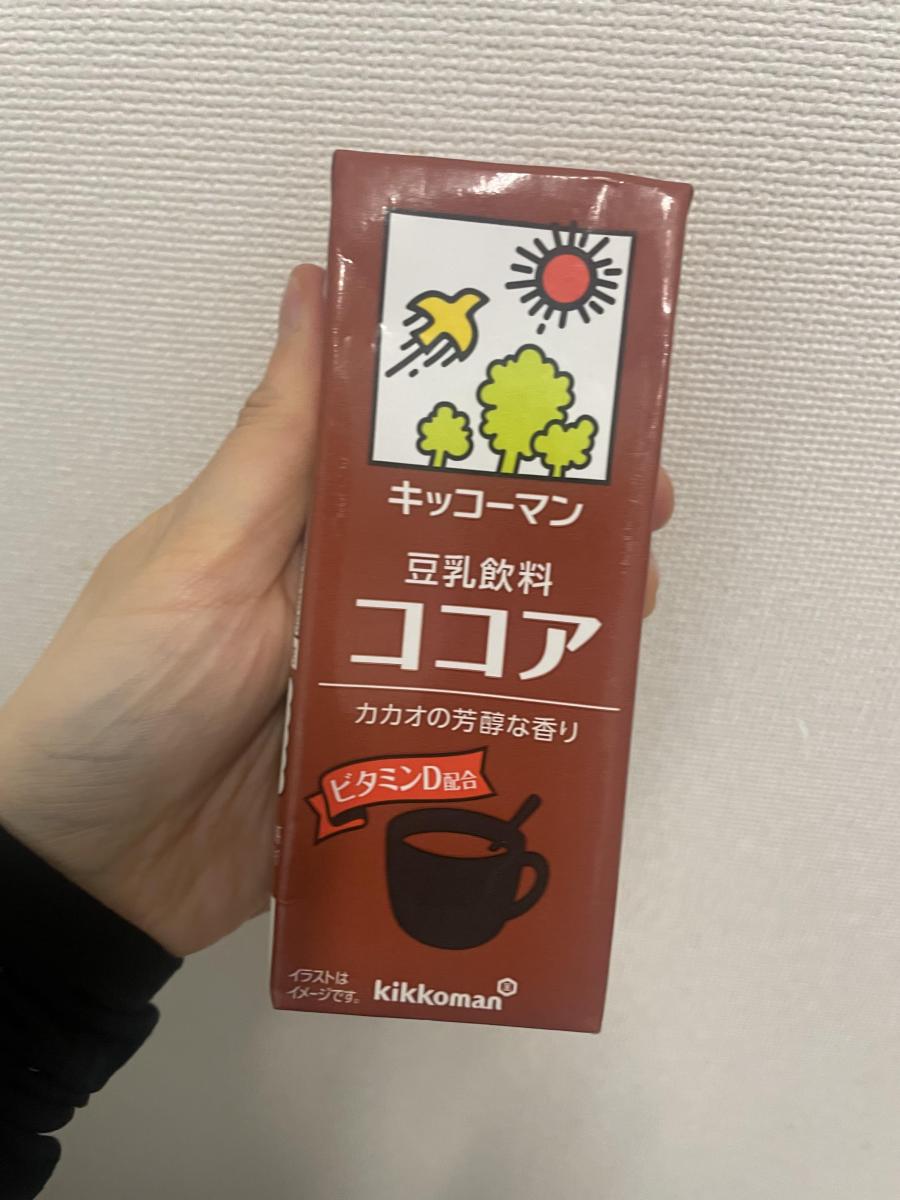 キッコーマン
豆乳飲料
ココア
カカオの芳醇な香り
ビタミンD配合
イラストは
イメージです。
kikkoman